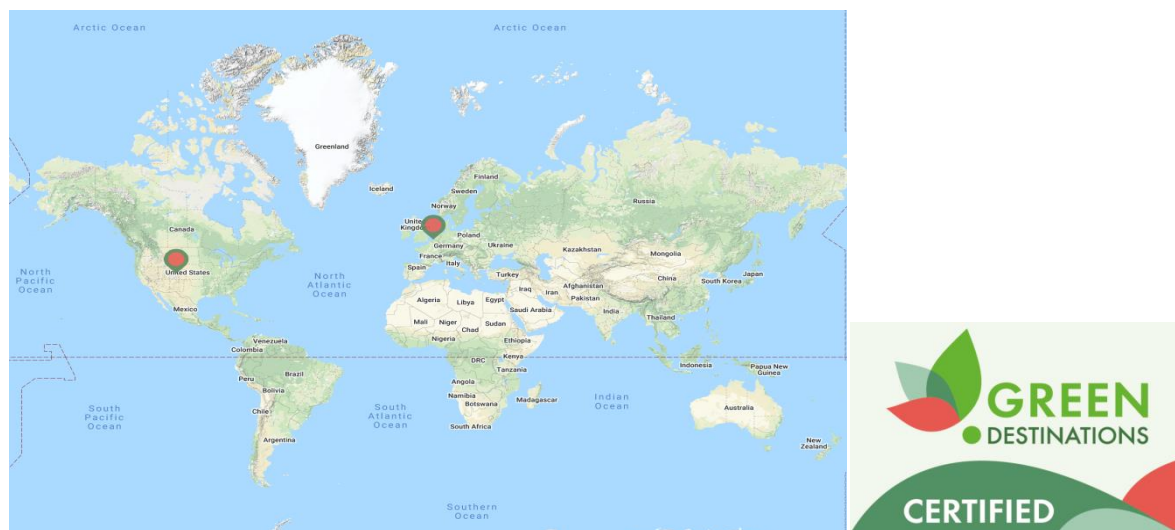 Arctic Ocean
Arctic Ocean
Greenland
Iceland
Finland
Sweden
Norway
Russia
Canada
United
Kingdom
Poland
Germany
Ukraine
France
Kazakhstan
Mongolia
Italy
Spain
Turkey
North
Pacific
Ocean
United States
North
Atlantic
Ocean
China
Japan
South Korea
Iraq
Iran
Afghanistan
Pakistan
Algeria
Libya
Egypt
Saudi Arabia
India
Mexico
Mali
Niger
Chad
Sudan
Thailand
Nigeria
Ethiopia
Venezuela
Colombia
DRC
Kenya
Tanzania
Indonesia
Papua New
Guinea
Peru
Brazil
Bolivia
Angola
Namibia
Botswana
Madagascar
Indian
Ocean
Australia
South
Pacific
Ocean
Chile
South
Atlantic
Ocean
South Africa
Argentina
New
Zealand
Southern
Ocean
GREEN
DESTINATIONS
CERTIFIED